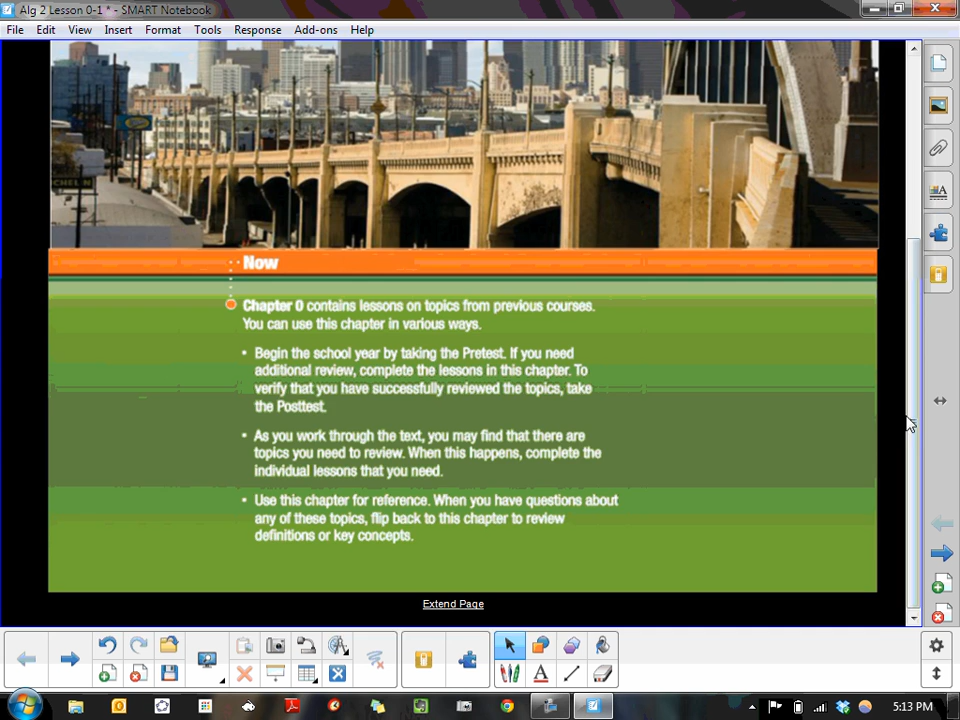 Alg 2 Lesson 0-1 * - SMART Notebook
File Edit View Insert Format Tools Response Add-ons Help
Now
Chapter 0 contains lessons on topics from previous courses.
You can use this chapter in various ways.
• Begin the school year by taking the Pretest. If you need
additional review, complete the lessons in this chapter. To
verify that you have successfully reviewed the topics, take
the Posttest.
• As you work through the text, you may find that there are
topics you need to review. When this happens, complete the
individual lessons that you need.
• Use this chapter for reference. When you have questions about
any of these topics, flip back to this chapter to review
definitions or key concepts.
Extend Page
5:13 PM